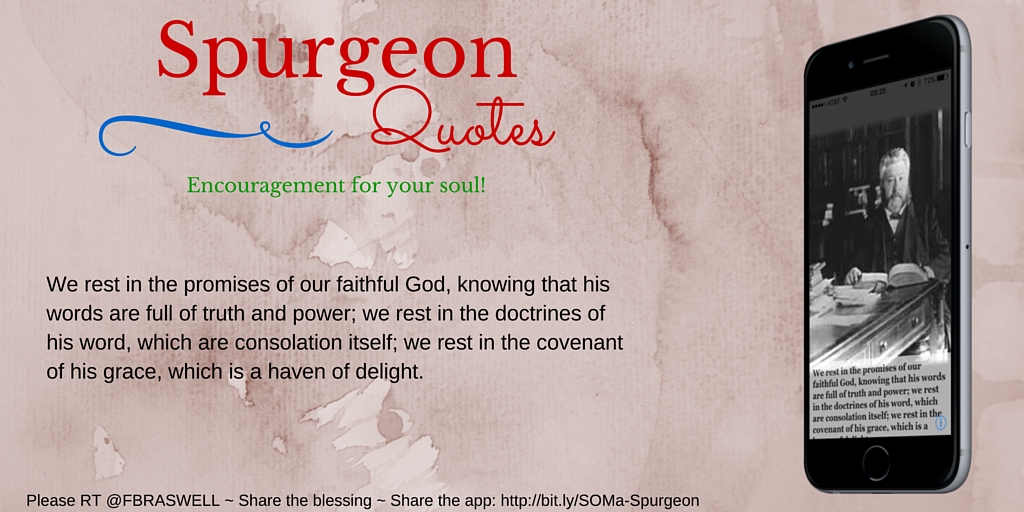 Spurgeon
Quotes
Encouragement for your soul!
We rest in the promises of our faithful God, knowing that his
words are full of truth and power; we rest in the doctrines of
his word, which are consolation itself; we rest in the covenant
of his grace, which is a haven of delight.
Please RT @FBRASWELL ~ Share the blessing ~ Share the app: http://bit.ly/SOMa-Spurgeon
AT&T 03:25 72%
We rest in the promises of our
faithful God, knowing that his words
are full of truth and power; we rest
in the doctrines of his word, which
are consolation itself; we rest in the
covenant of his grace, which is a